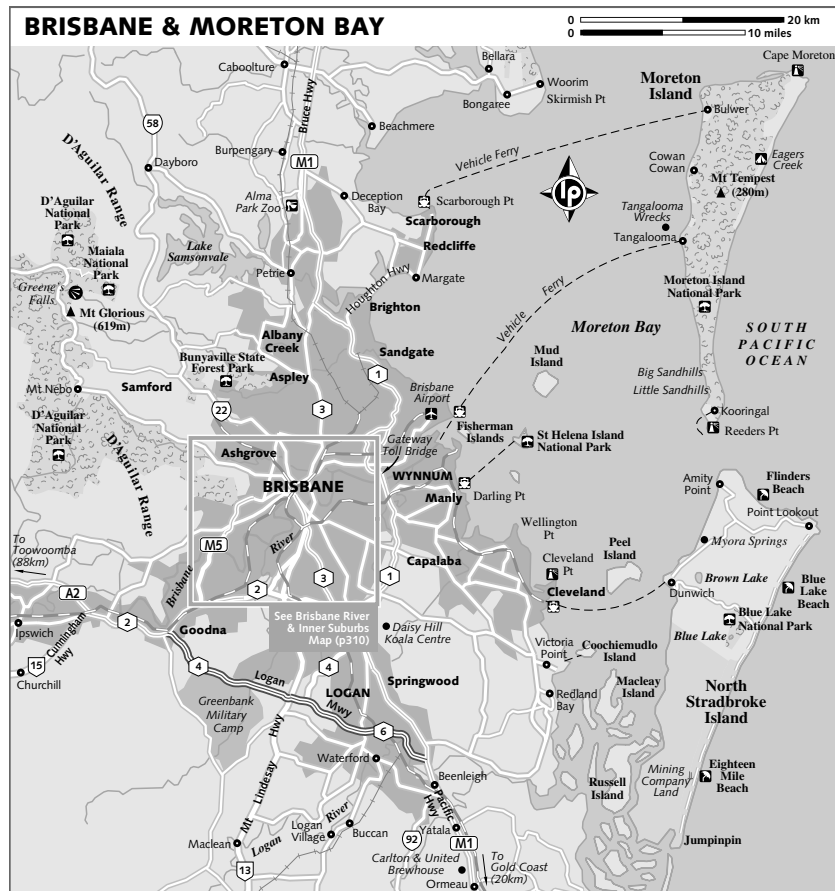 BRISBANE & MORETON BAY
0 20 km
0 10 miles
Cape Moreton
Caboolture
Bellara
Woorim
Bongaree
Skirmish Pt
Moreton
Island
Bulwer
Bruce Hwy
Beachmere
58
D'Aguilar Range
Burpengary
M1
Vehicle Ferry
Dayboro
Cowan
Cowan
Eagers
Creek
Mt Tempest
(280m)
lp
Alma
Park Zoo
Deception
Bay
Scarborough Pt
Scarborough
Redcliffe
D'Aguilar
National
Park
Tangalooma
Wrecks
Tangalooma
Lake
Samsonvale
Maiala
National
Park
Petrie
Houghton Hwy
Margate
Greene's
Falls
Mt Glorious
(619m)
Brighton
Vehicle
Ferry
Moreton Island
National Park
Moreton Bay
SOUTH
PACIFIC
OCEAN
Albany
Creek
Sandgate
Bunyaville State
Forest Park
Aspley
1
Mud
Island
Big Sandhills
Little Sandhills
Mt Nebo
Samford
22
3
Brisbane
Airport
Fisherman
Islands
Kooringal
Reeders Pt
D'Aguilar
National
Park
D'Aguilar Range
Ashgrove
Gateway
Toll Bridge
St Helena Island
National Park
BRISBANE
WYNNUM
Manly
Darling Pt
Amity
Point
Flinders
Beach
Point Lookout
To
Toowoomba
(88km)
M5
River
Brisbane
Wellington
Pt
Peel
Island
Myora Springs
Capalaba
Cleveland
Pt
Cleveland
A2
2
3
1
Dunwich
Brown Lake
Blue
Lake
Beach
Ipswich
Cunningham
Hwy
2
Goodna
See Brisbane River
& Inner Suburbs
Map (p310)
Daisy Hill
Koala Centre
Blue Lake
National Park
Blue Lake
Victoria
Point
Coochiemudlo
Island
15
Churchill
4
Logan
Mwy
4
LOGAN
Springwood
Redland
Bay
Macleay
Island
North
Stradbroke
Island
Greenbank
Military
Camp
6
Waterford
Beenleigh
Russell
Island
Mining
Company
Land
Eighteen
Mile
Beach
Mt Lindesay Hwy
Pacific
Hwy
Logan River
Logan
Village
Buccan
Maclean
13
92
Yatala
M1
Jumpinpin
Carlton & United
Brewhouse
To
Gold Coast
(20km)
Ormeau